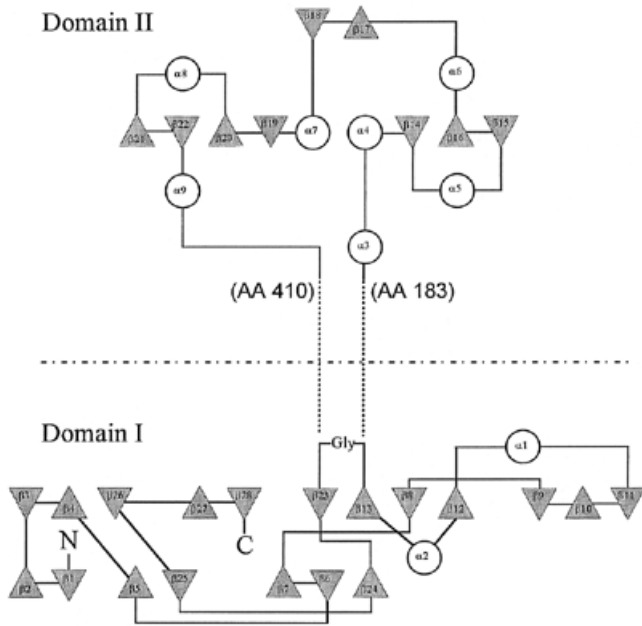 Domain II
β18 β17
α8 α6
β21 β22 β20 β19 α7 α4 β14 β16 β15
α9 α5
α3
(AA 410) (AA 183)
Domain I
Gly α1
β3 β4 β26 β27 β28 β23 β13 β8 β12 β9 β10 β11
N C α2
β2 β1 β5 β25 β7 β6 β24